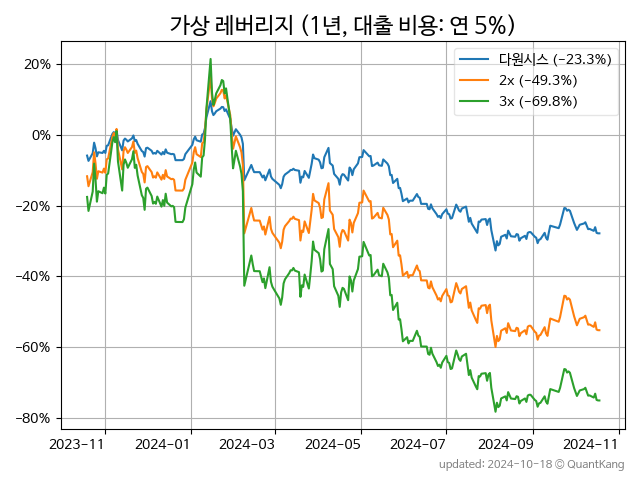 가상 레버리지 (1년, 대출 비용: 연 5%)
다원시스 (−23.3%)
2x (−49.3%)
3x (−69.8%)
20%
0%
−20%
−40%
−60%
−80%
2023-11 2024-01 2024-03 2024-05 2024-07 2024-09 2024-11
updated: 2024-10-18 © QuantKang